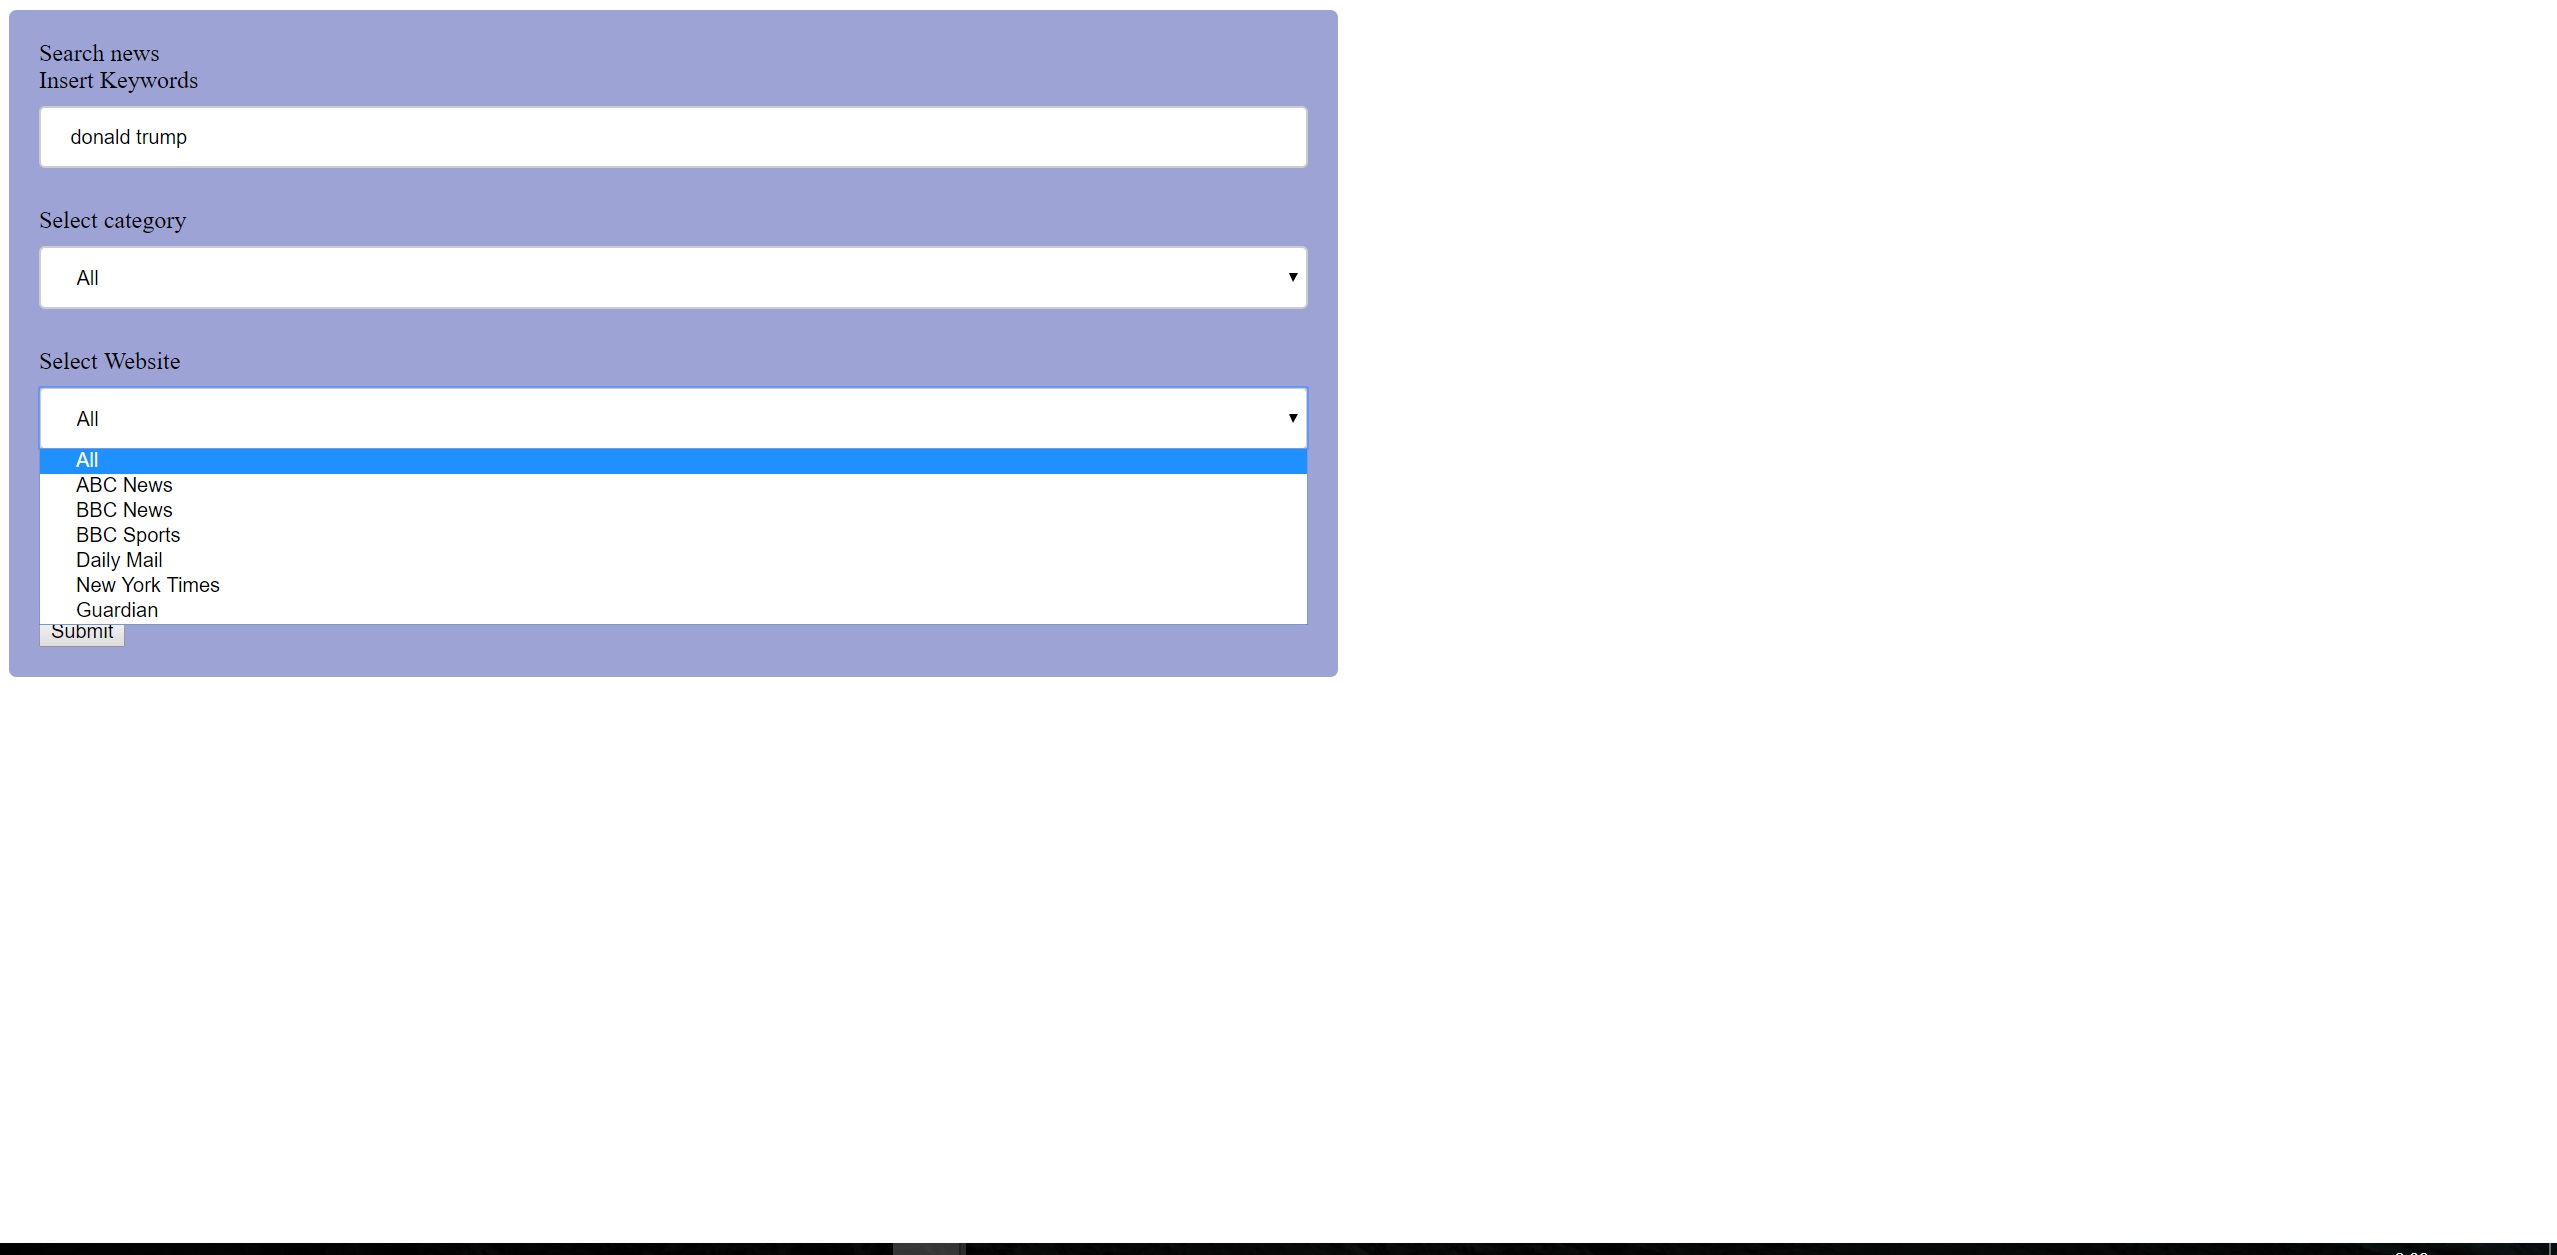 Search news
Insert Keywords
donald trump
Select category
All
Select Website
All
All
ABC News
BBC News
BBC Sports
Daily Mail
New York Times
Guardian
Submit